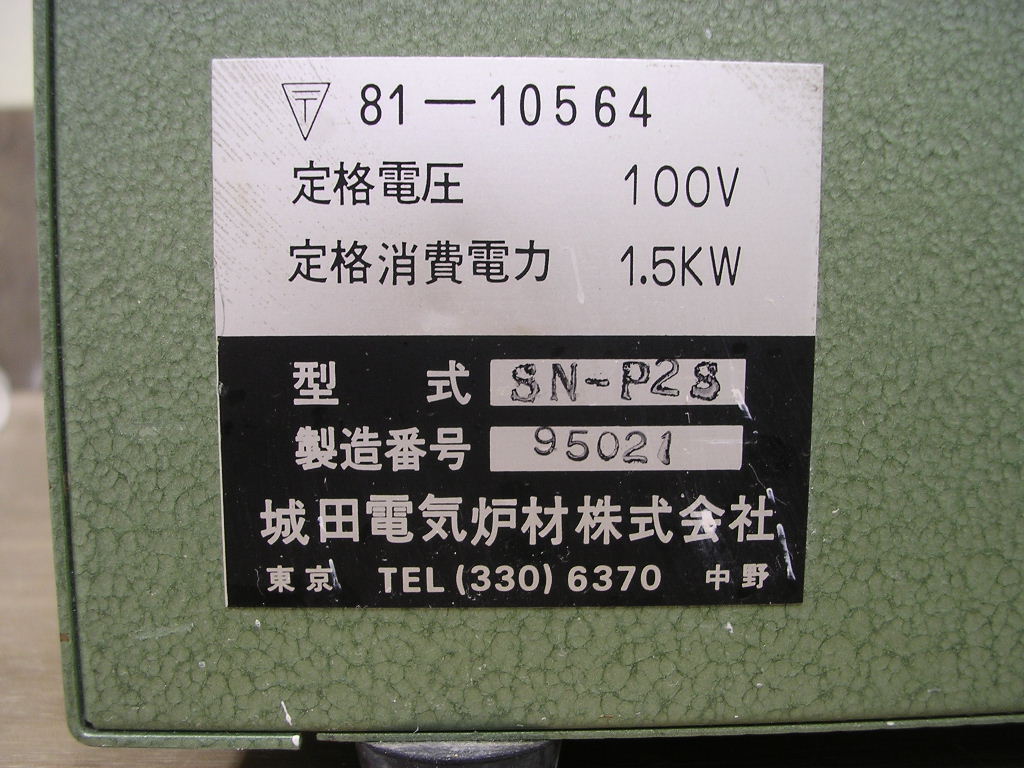 〒 81-10564
定格電圧 100V
定格消費電力 1.5KW
型 式 SN-P2S
製造番号 95021
城田電気炉材株式会社
東京 TEL(330)6370 中野